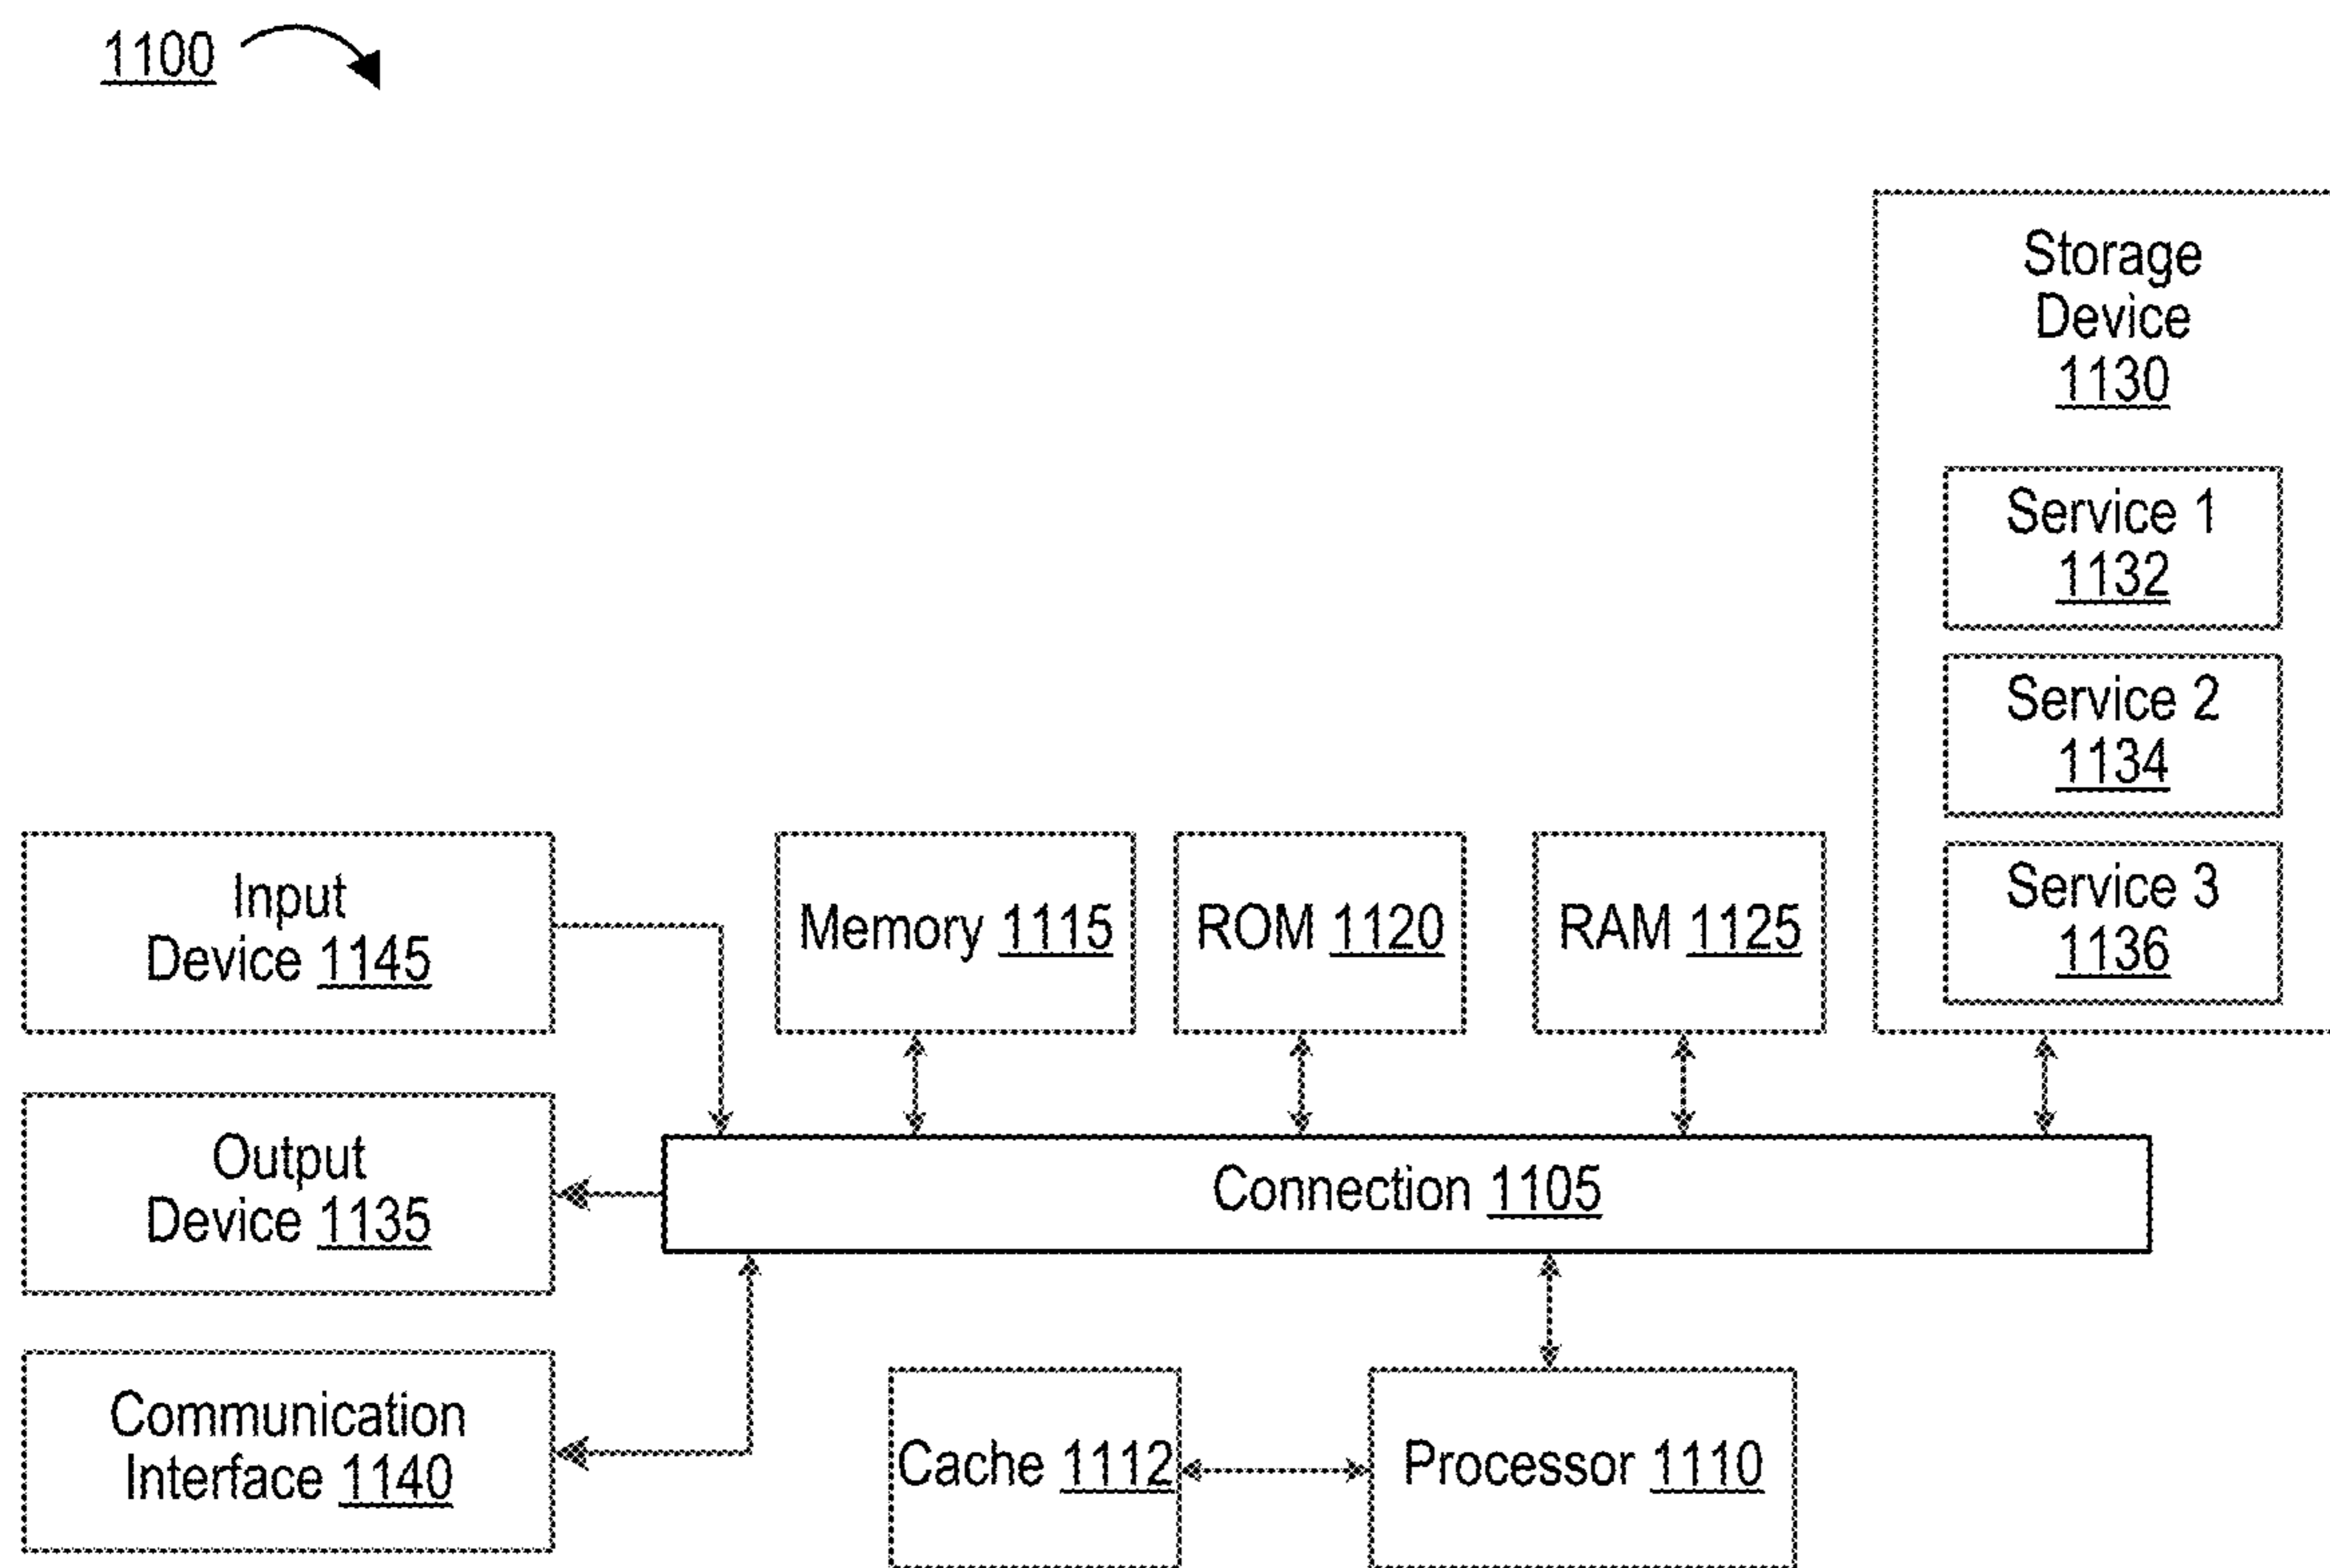 1100
Storage
Device
1130
Service 1
1132
Service 2
1134
Service 3
1136
Input
Device 1145
Memory 1115
ROM 1120
RAM 1125
Output
Device 1135
Connection 1105
Communication
Interface 1140
Cache 1112
Processor 1110